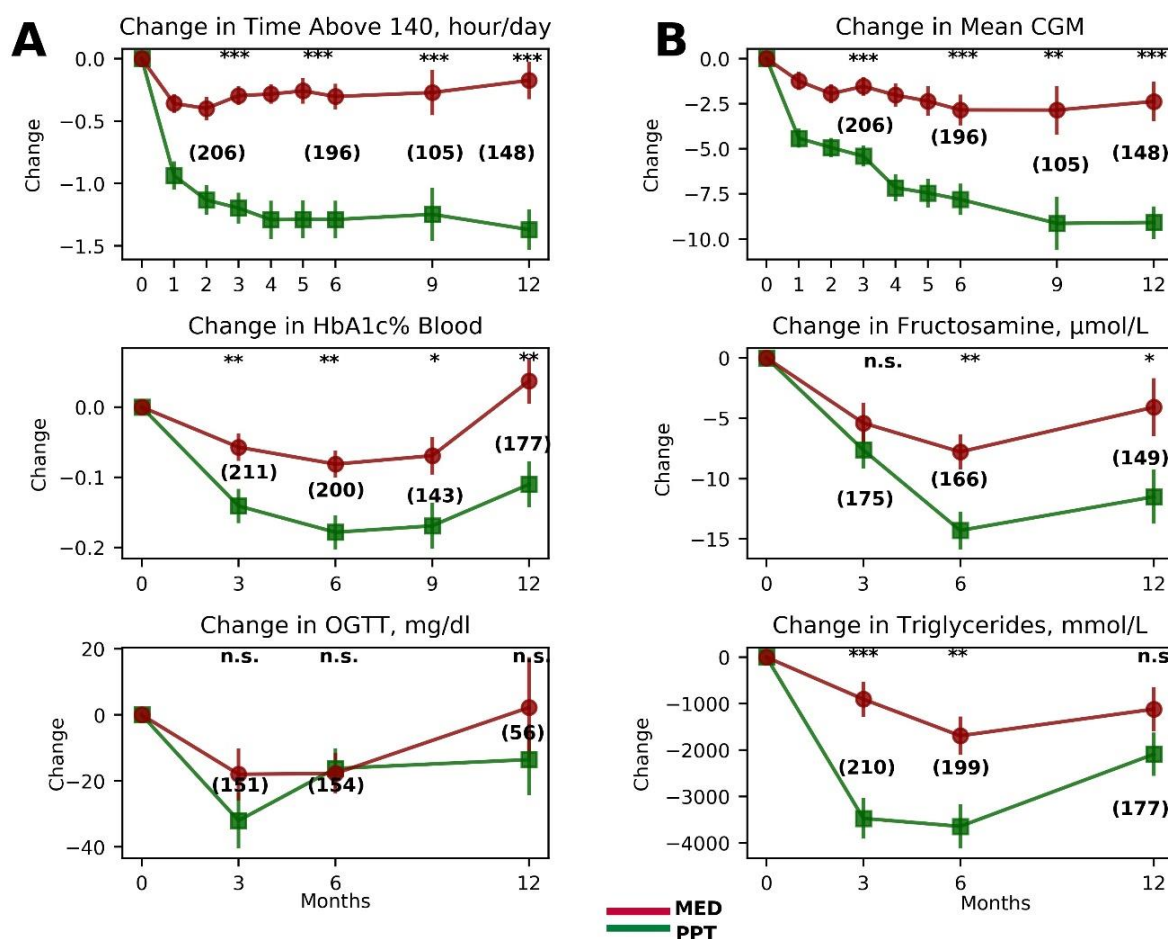 A
Change in Time Above 140, hour/day
*** *** *** ***
0.0
−0.5
−1.0
−1.5
Change
(206) (196) (105) (148)
0 1 2 3 4 5 6 9 12
B
Change in Mean CGM
*** *** ** ***
0.0
−2.5
−5.0
−7.5
−10.0
Change
(206) (196) (105) (148)
0 1 2 3 4 5 6 9 12
Change in HbA1c% Blood
** ** * **
0.0
−0.1
−0.2
Change
(211) (200) (143) (177)
0 3 6 9 12
Change in Fructosamine, μmol/L
n.s. ** *
0
−5
−10
−15
Change
(175) (166) (149)
0 3 6 12
Change in OGTT, mg/dl
n.s. n.s. n.s.
20
0
−20
−40
Change
(151) (154) (56)
0 3 6 12
Months
Change in Triglycerides, mmol/L
*** ** n.s
0
−1000
−2000
−3000
−4000
Change
(210) (199) (177)
0 3 6 12
Months
MED
PPT